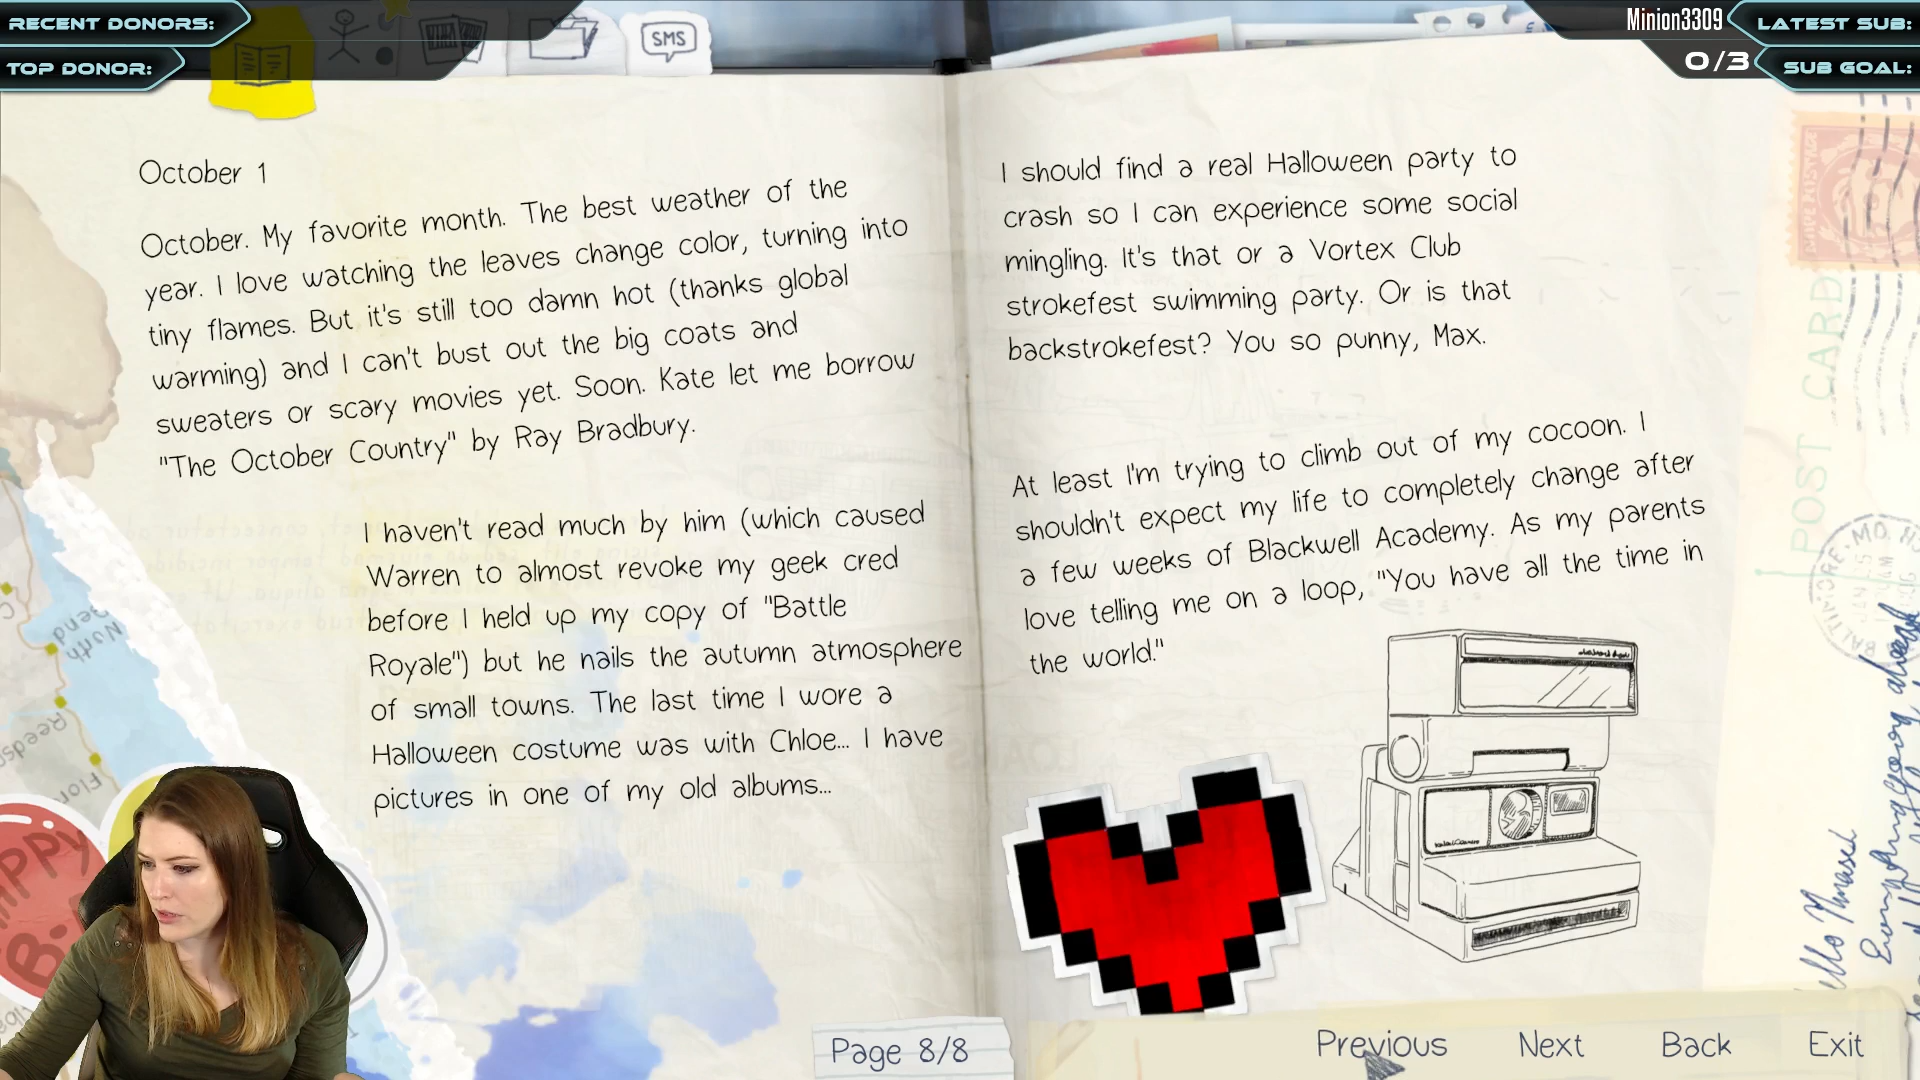 RECENT DONORS:
TOP DONOR:
SMS
Minion3309
LATEST SUB:
0/3
SUB GOAL:
October 1
October. My favorite month. The best weather of the
year. I love watching the leaves change color, turning into
tiny flames. But it's still too damn hot (thanks global
warming) and I can't bust out the big coats and
sweaters or scary movies yet. Soon. Kate let me borrow
"The October Country" by Ray Bradbury.
I haven't read much by him (which caused
Warren to almost revoke my geek cred
before I held up my copy of "Battle
Royale") but he nails the autumn atmosphere
of small towns. The last time I wore a
Halloween costume was with Chloe... I have
pictures in one of my old albums...
I should find a real Halloween party to
crash so I can experience some social
mingling. It's that or a Vortex Club
strokefest swimming party. Or is that
backstrokefest? You so punny, Max.
At least I'm trying to climb out of my cocoon. I
shouldn't expect my life to completely change after
a few weeks of Blackwell Academy. As my parents
love telling me on a loop, "You have all the time in
the world."
POST CARD
North
Bend
Page 8/8
Previous
Next
Back
Exit